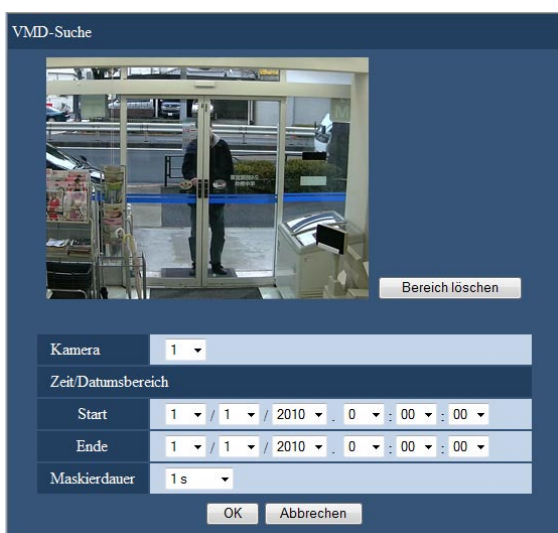 VMD-Suche
Bereich löschen
Kamera 1
Zeit/Datumsbereich
Start 1 / 1 / 2010 . 0 : 00 : 00
Ende 1 / 1 / 2010 . 0 : 00 : 00
Maskierdauer 1 s
OK Abbrechen